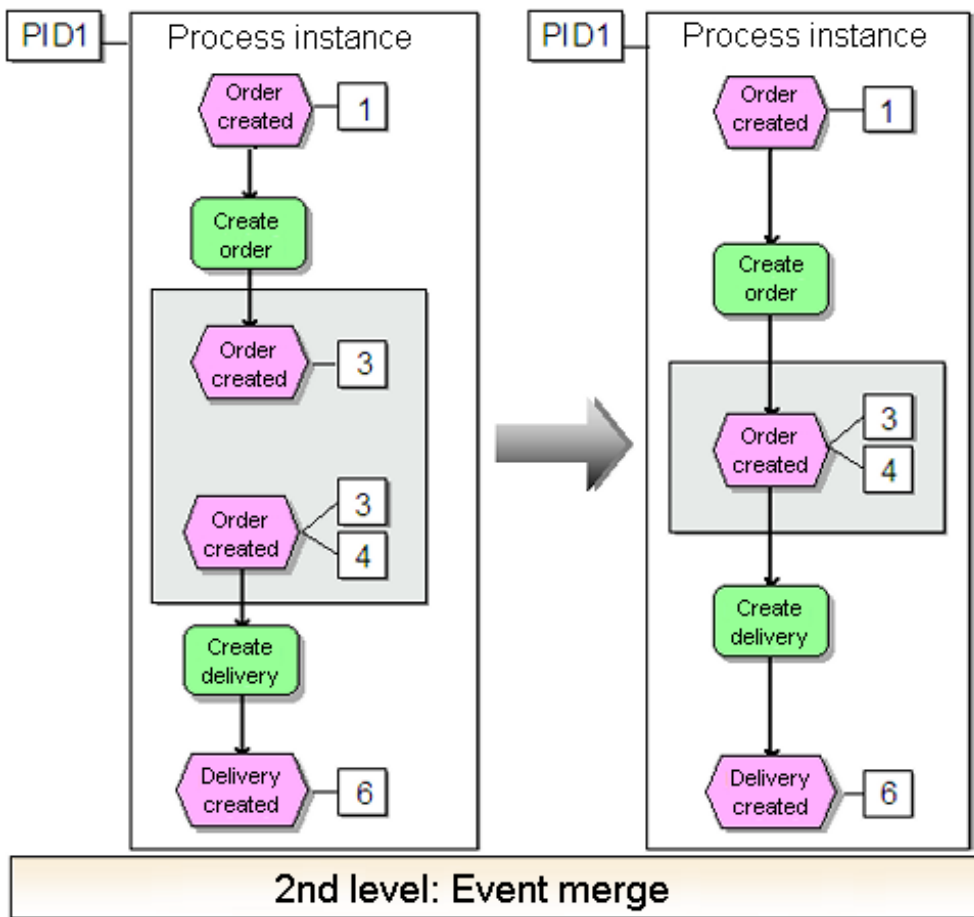 PID1
Process instance
Order
created
1
Create
order
Order
created
3
Order
created
3
4
Create
delivery
Delivery
created
6
PID1
Process instance
Order
created
1
Create
order
Order
created
3
4
Create
delivery
Delivery
created
6
2nd level: Event merge